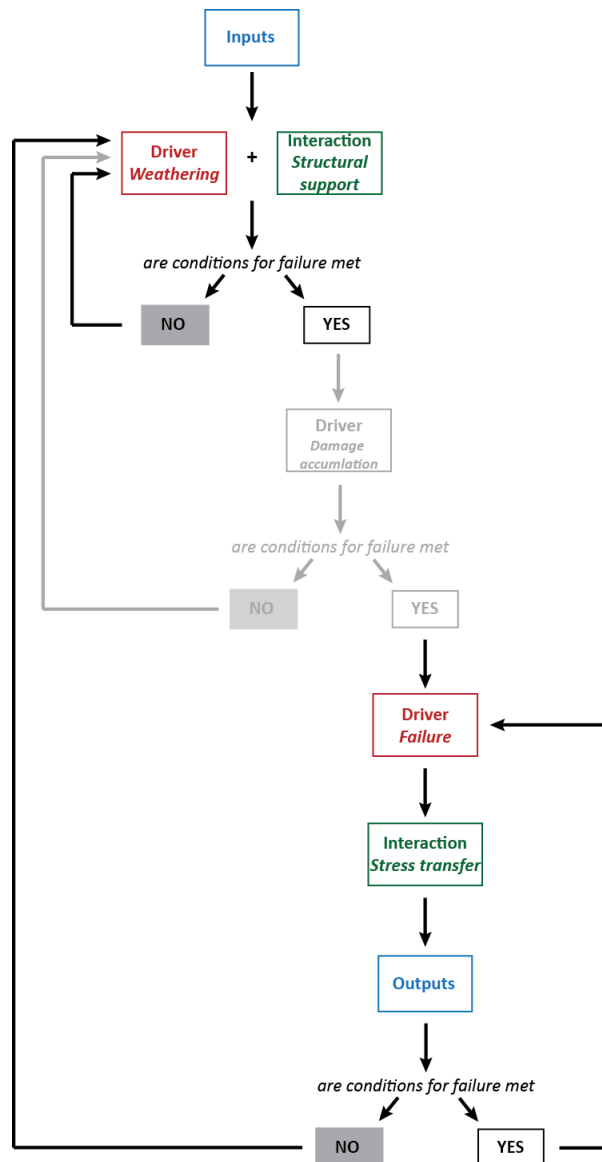 Inputs
Driver
Weathering
+
Interaction
Structural
support
are conditions for failure met
NO
YES
Driver
Damage
accumlation
are conditions for failure met
NO
YES
Driver
Failure
Interaction
Stress transfer
Outputs
are conditions for failure met
NO
YES